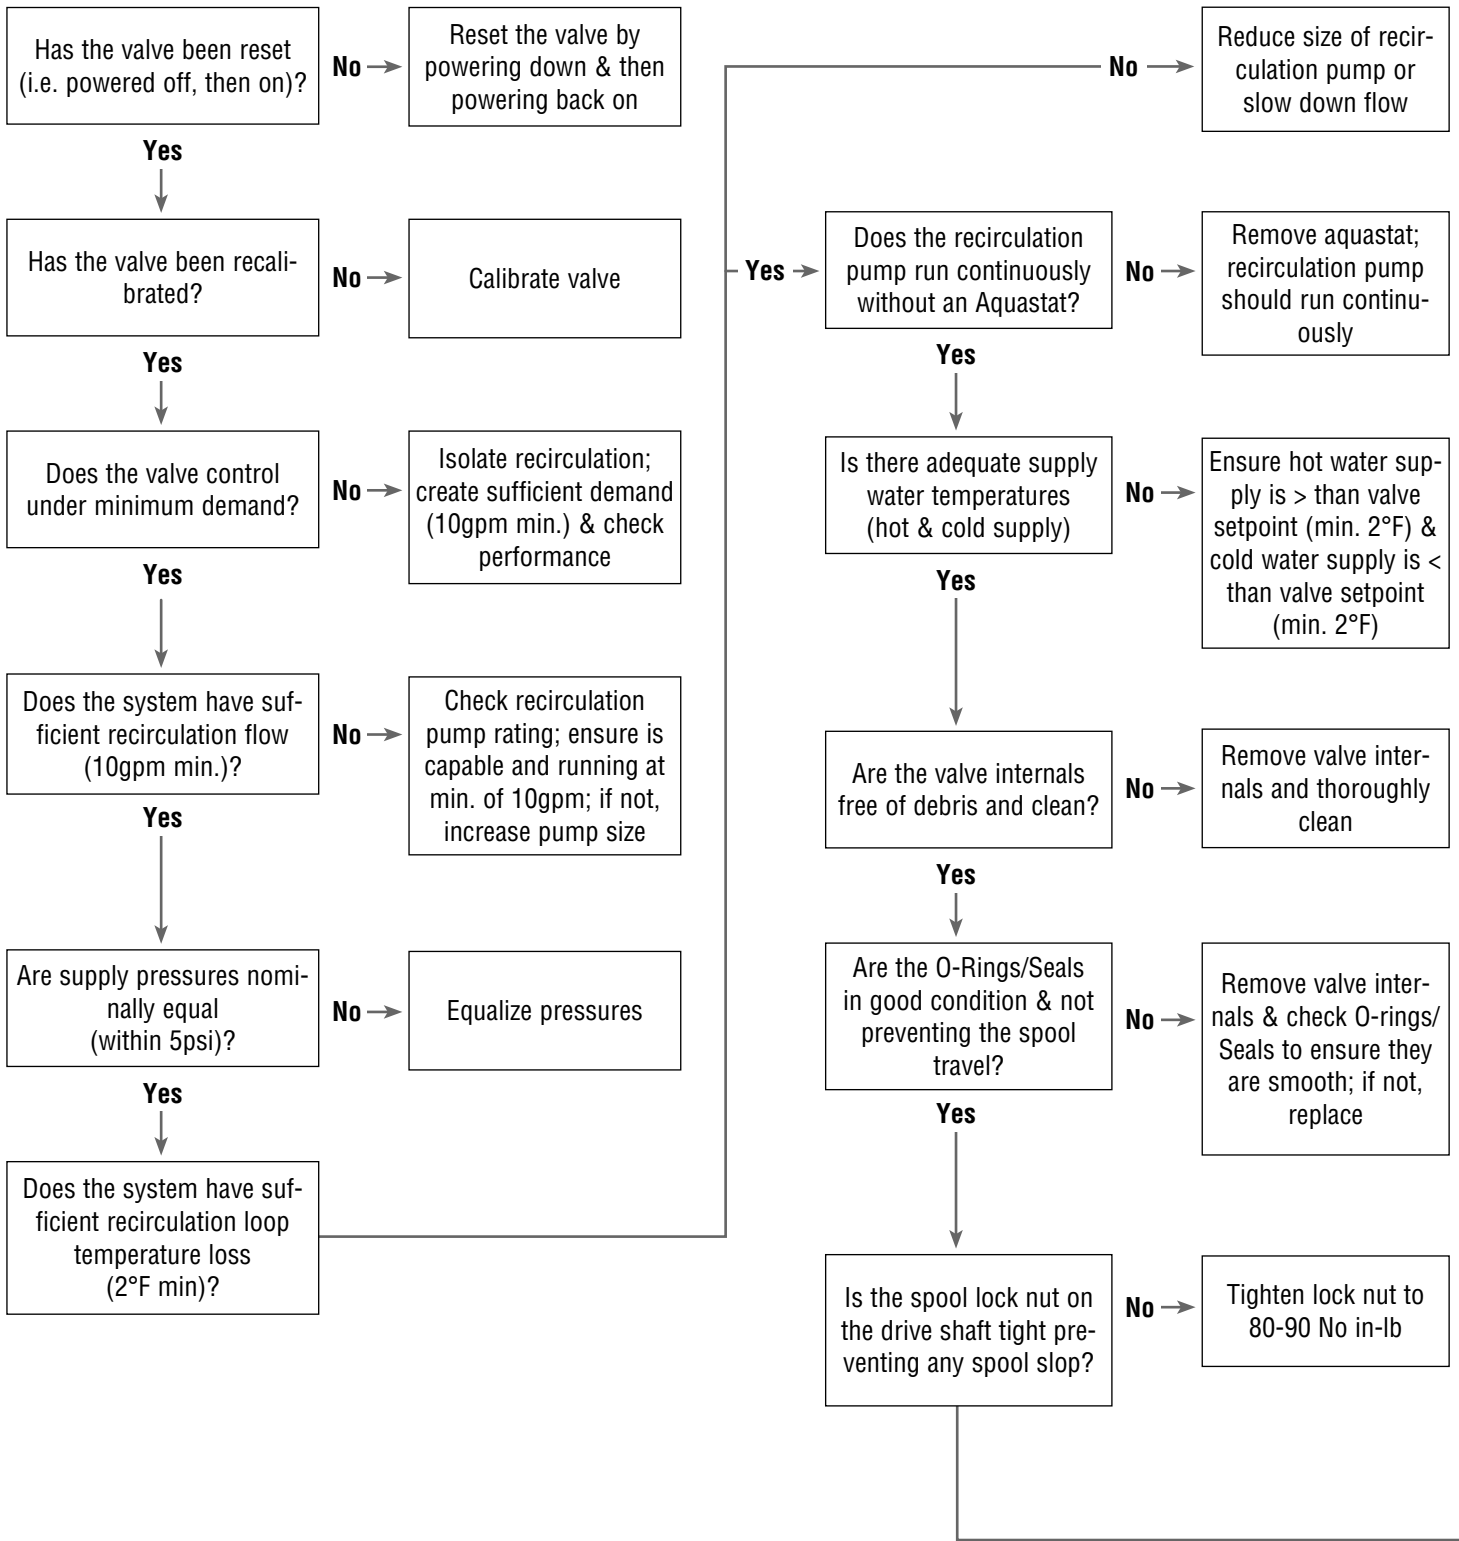 Has the valve been reset
(i.e. powered off, then on)?
No
Reset the valve by
powering down & then
powering back on
Yes
Has the valve been recali-
brated?
No
Calibrate valve
Yes
Does the valve control
under minimum demand?
No
Isolate recirculation;
create sufficient demand
(10gpm min.) & check
performance
Yes
Does the system have suf-
ficient recirculation flow
(10gpm min.)?
No
Check recirculation
pump rating; ensure is
capable and running at
min. of 10gpm; if not,
increase pump size
Yes
Are supply pressures nomi-
nally equal
(within 5psi)?
No
Equalize pressures
Yes
Does the system have suf-
ficient recirculation loop
temperature loss
(2°F min)?
No
Reduce size of recir-
culation pump or
slow down flow
Yes
Does the recirculation
pump run continuously
without an Aquastat?
No
Remove aquastat;
recirculation pump
should run continu-
ously
Yes
Is there adequate supply
water temperatures
(hot & cold supply)
No
Ensure hot water sup-
ply is > than valve
setpoint (min. 2°F) &
cold water supply is <
than valve setpoint
(min. 2°F)
Yes
Are the valve internals
free of debris and clean?
No
Remove valve inter-
nals and thoroughly
clean
Yes
Are the O-Rings/Seals
in good condition & not
preventing the spool
travel?
No
Remove valve inter-
nals & check O-rings/
Seals to ensure they
are smooth; if not,
replace
Yes
Is the spool lock nut on
the drive shaft tight pre-
venting any spool slop?
No
Tighten lock nut to
80-90 No in-lb